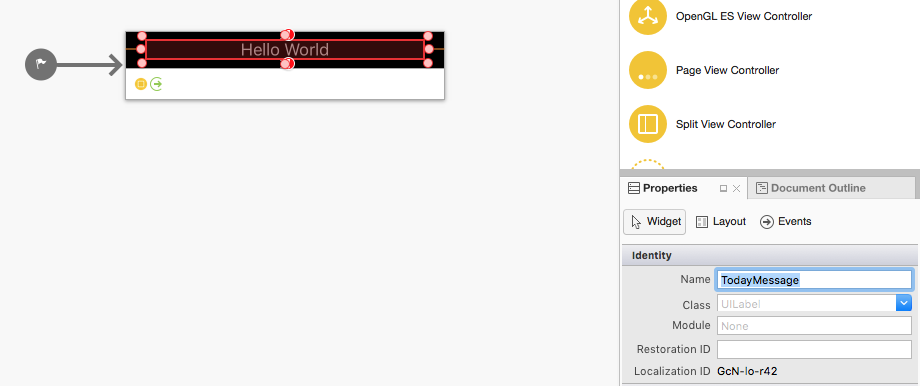 Hello World
OpenGL ES View Controller
Page View Controller
Split View Controller
Properties
Document Outline
Widget
Layout
Events
Identity
Name TodayMessage
Class UILabel
Module None
Restoration ID
Localization ID GcN-lo-r42